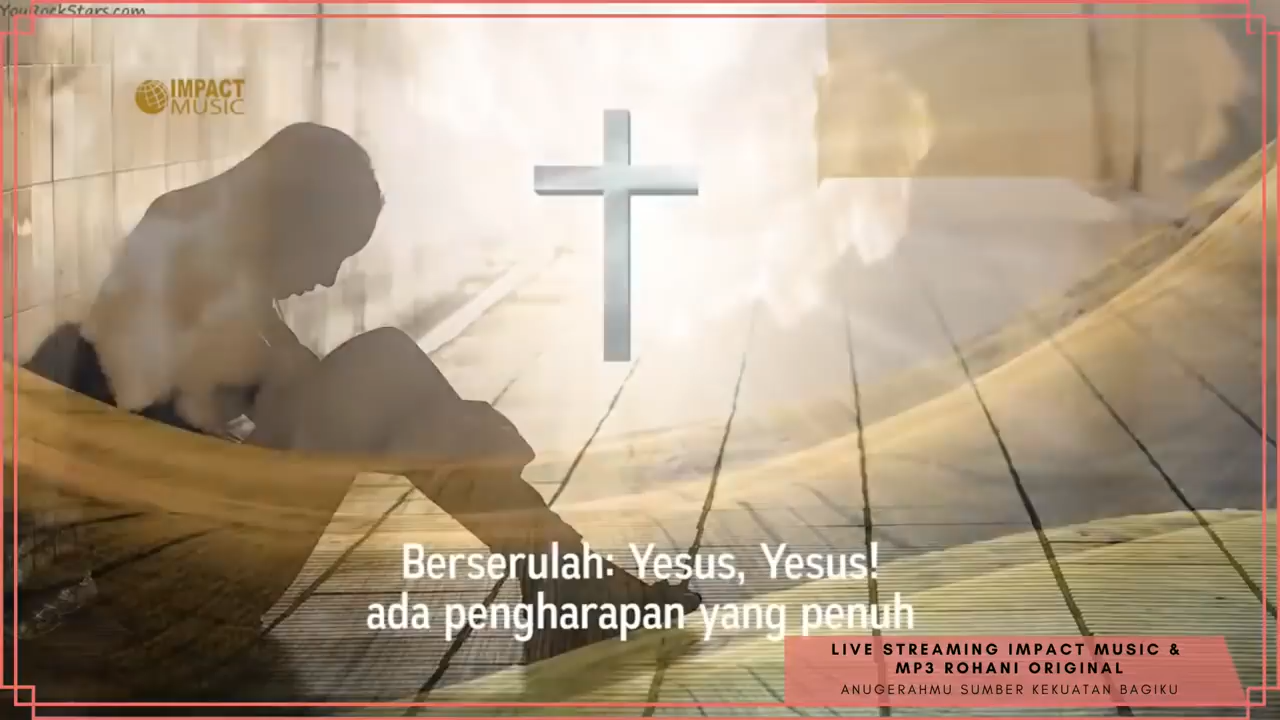 YouRockStars.com
IMPACT
MUSIC
Berserulah: Yesus, Yesus!
ada pengharapan yang penuh
LIVE STREAMING IMPACT MUSIC &
MP3 ROHANI ORIGINAL
ANUGERAHMU SUMBER KEKUATAN BAGIKU